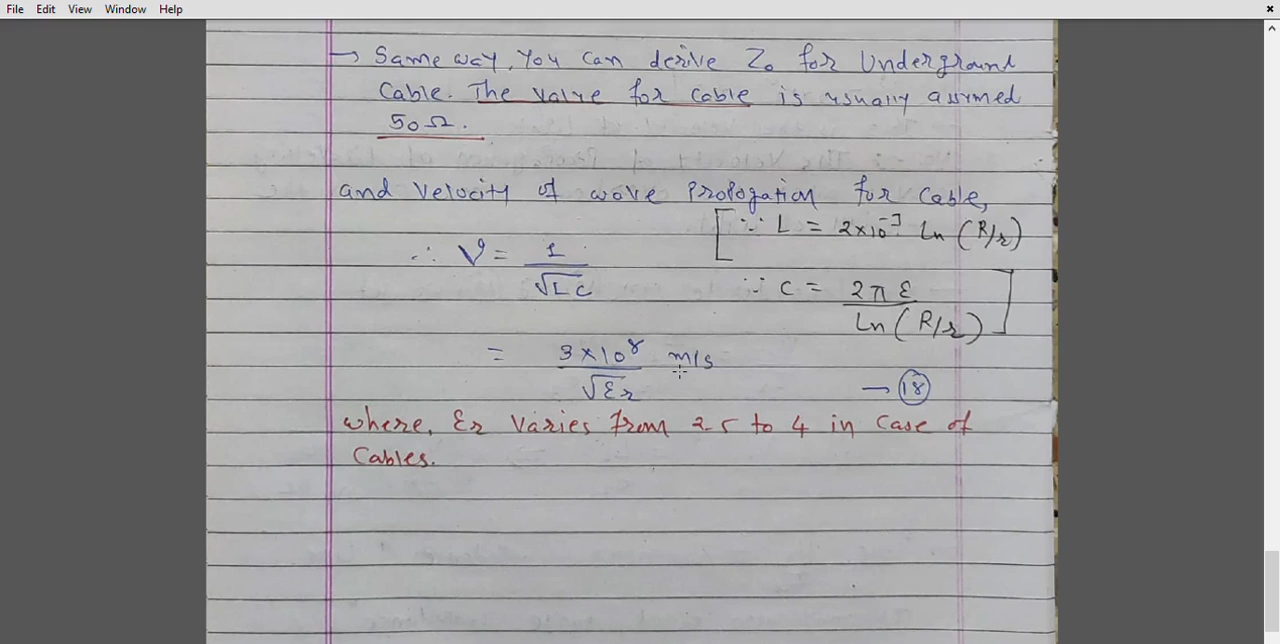 File Edit View Window Help
→ Same way, You can derive Z₀ for Underground
Cable. The value for cable is usually assumed
50 Ω.
and Velocity of wave Propogation for Cable,
[∵ L = 2×10⁻⁷ ln (R/r)
∴ V = 1/√LC
∵ C = 2πε / Ln (R/r)]
= 3×10⁸/√εr m/s → (18)
where, εr Varies from 2.5 to 4 in Case of
Cables.